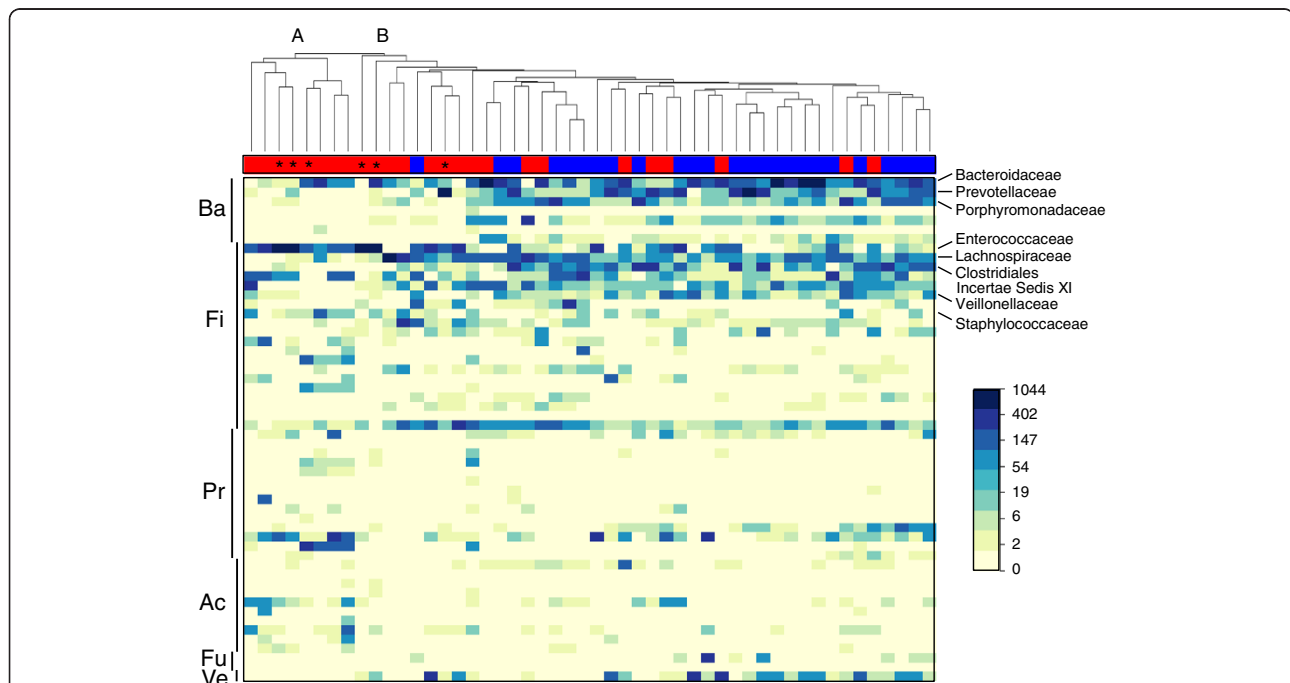 A B
* * * * * *
Ba
Fi
Pr
Ac
Fu
Ve
Bacteroidaceae
Prevotellaceae
Porphyromonadaceae
Enterococcaceae
Lachnospiraceae
Clostridiales
Incertae Sedis XI
Veillonellaceae
Staphylococcaceae
1044
402
147
54
19
6
2
0